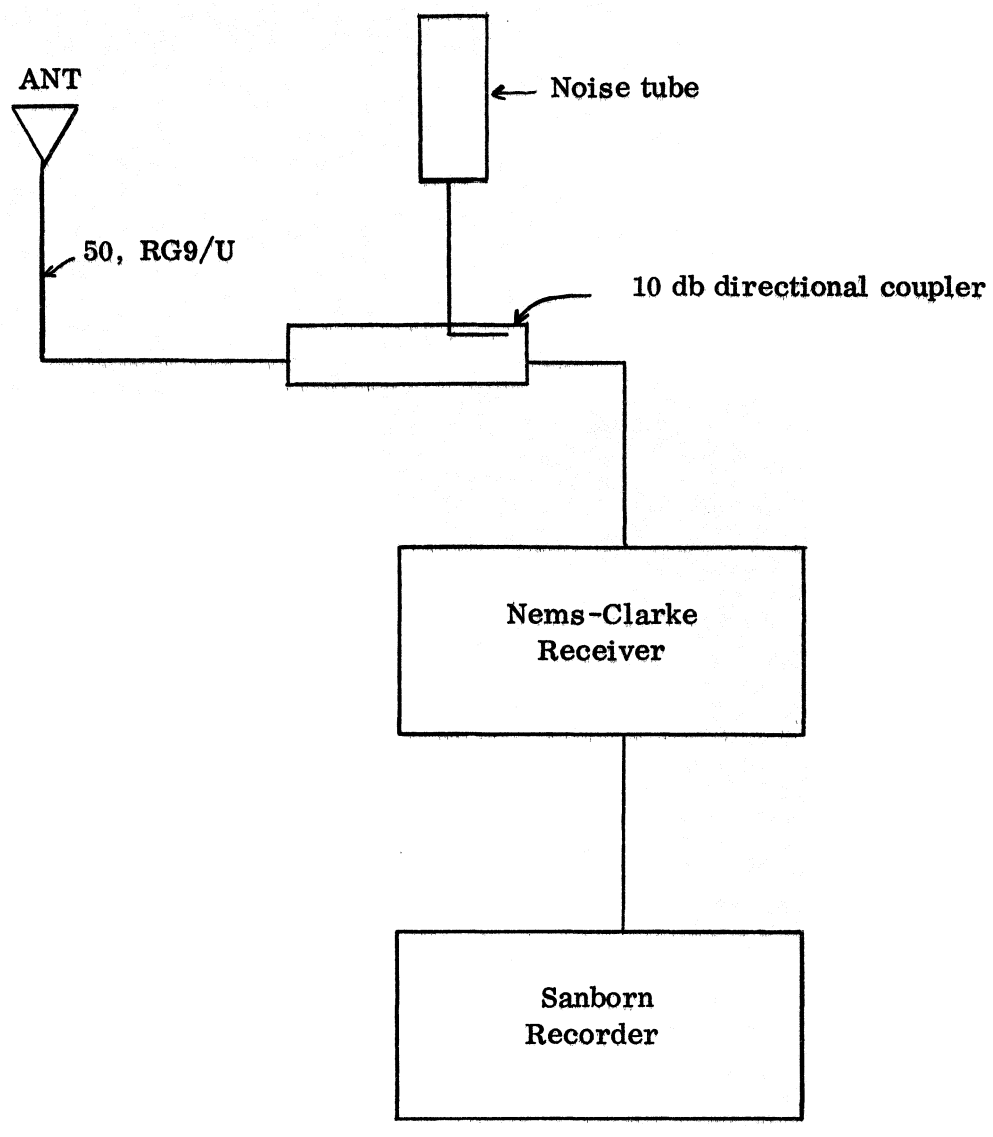 ANT
Noise tube
50, RG9/U
10 db directional coupler
Nems-Clarke
Receiver
Sanborn
Recorder